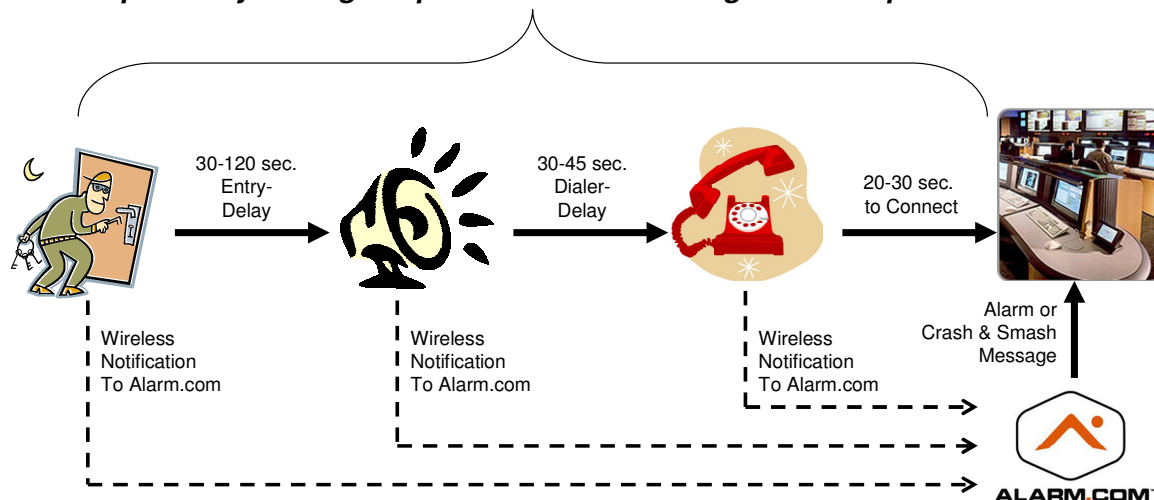 30-120 sec.
Entry-
Delay
30-45 sec.
Dialer-
Delay
20-30 sec.
to Connect
Wireless
Notification
To Alarm.com
Wireless
Notification
To Alarm.com
Wireless
Notification
To Alarm.com
Alarm or
Crash & Smash
Message
ALARM.COM